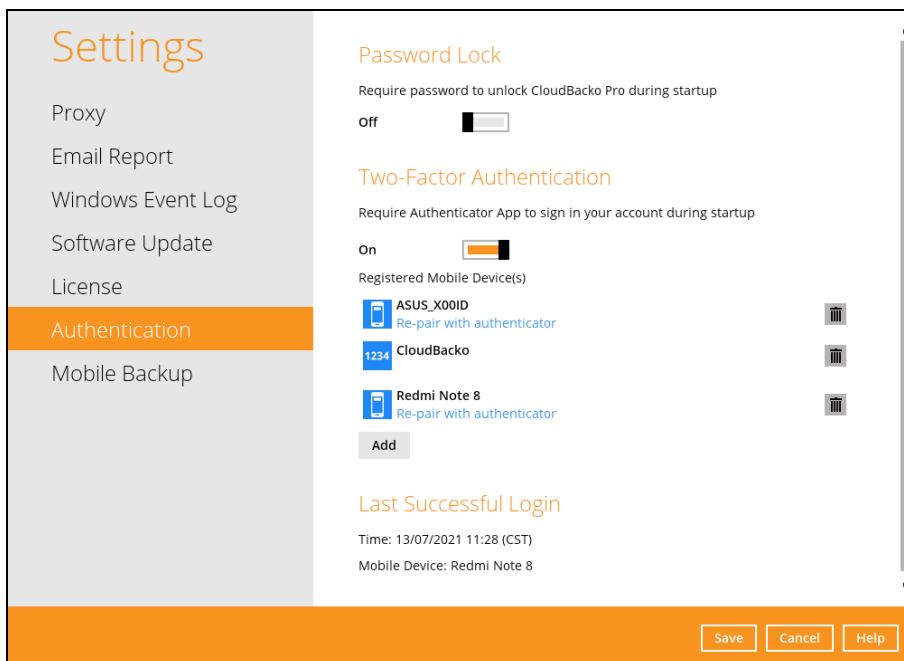 Settings
Proxy
Email Report
Windows Event Log
Software Update
License
Authentication
Mobile Backup
Password Lock
Require password to unlock CloudBacko Pro during startup
Off
Two-Factor Authentication
Require Authenticator App to sign in your account during startup
On
Registered Mobile Device(s)
ASUS_X00ID
Re-pair with authenticator
1234 CloudBacko
Redmi Note 8
Re-pair with authenticator
Add
Last Successful Login
Time: 13/07/2021 11:28 (CST)
Mobile Device: Redmi Note 8
Save Cancel Help